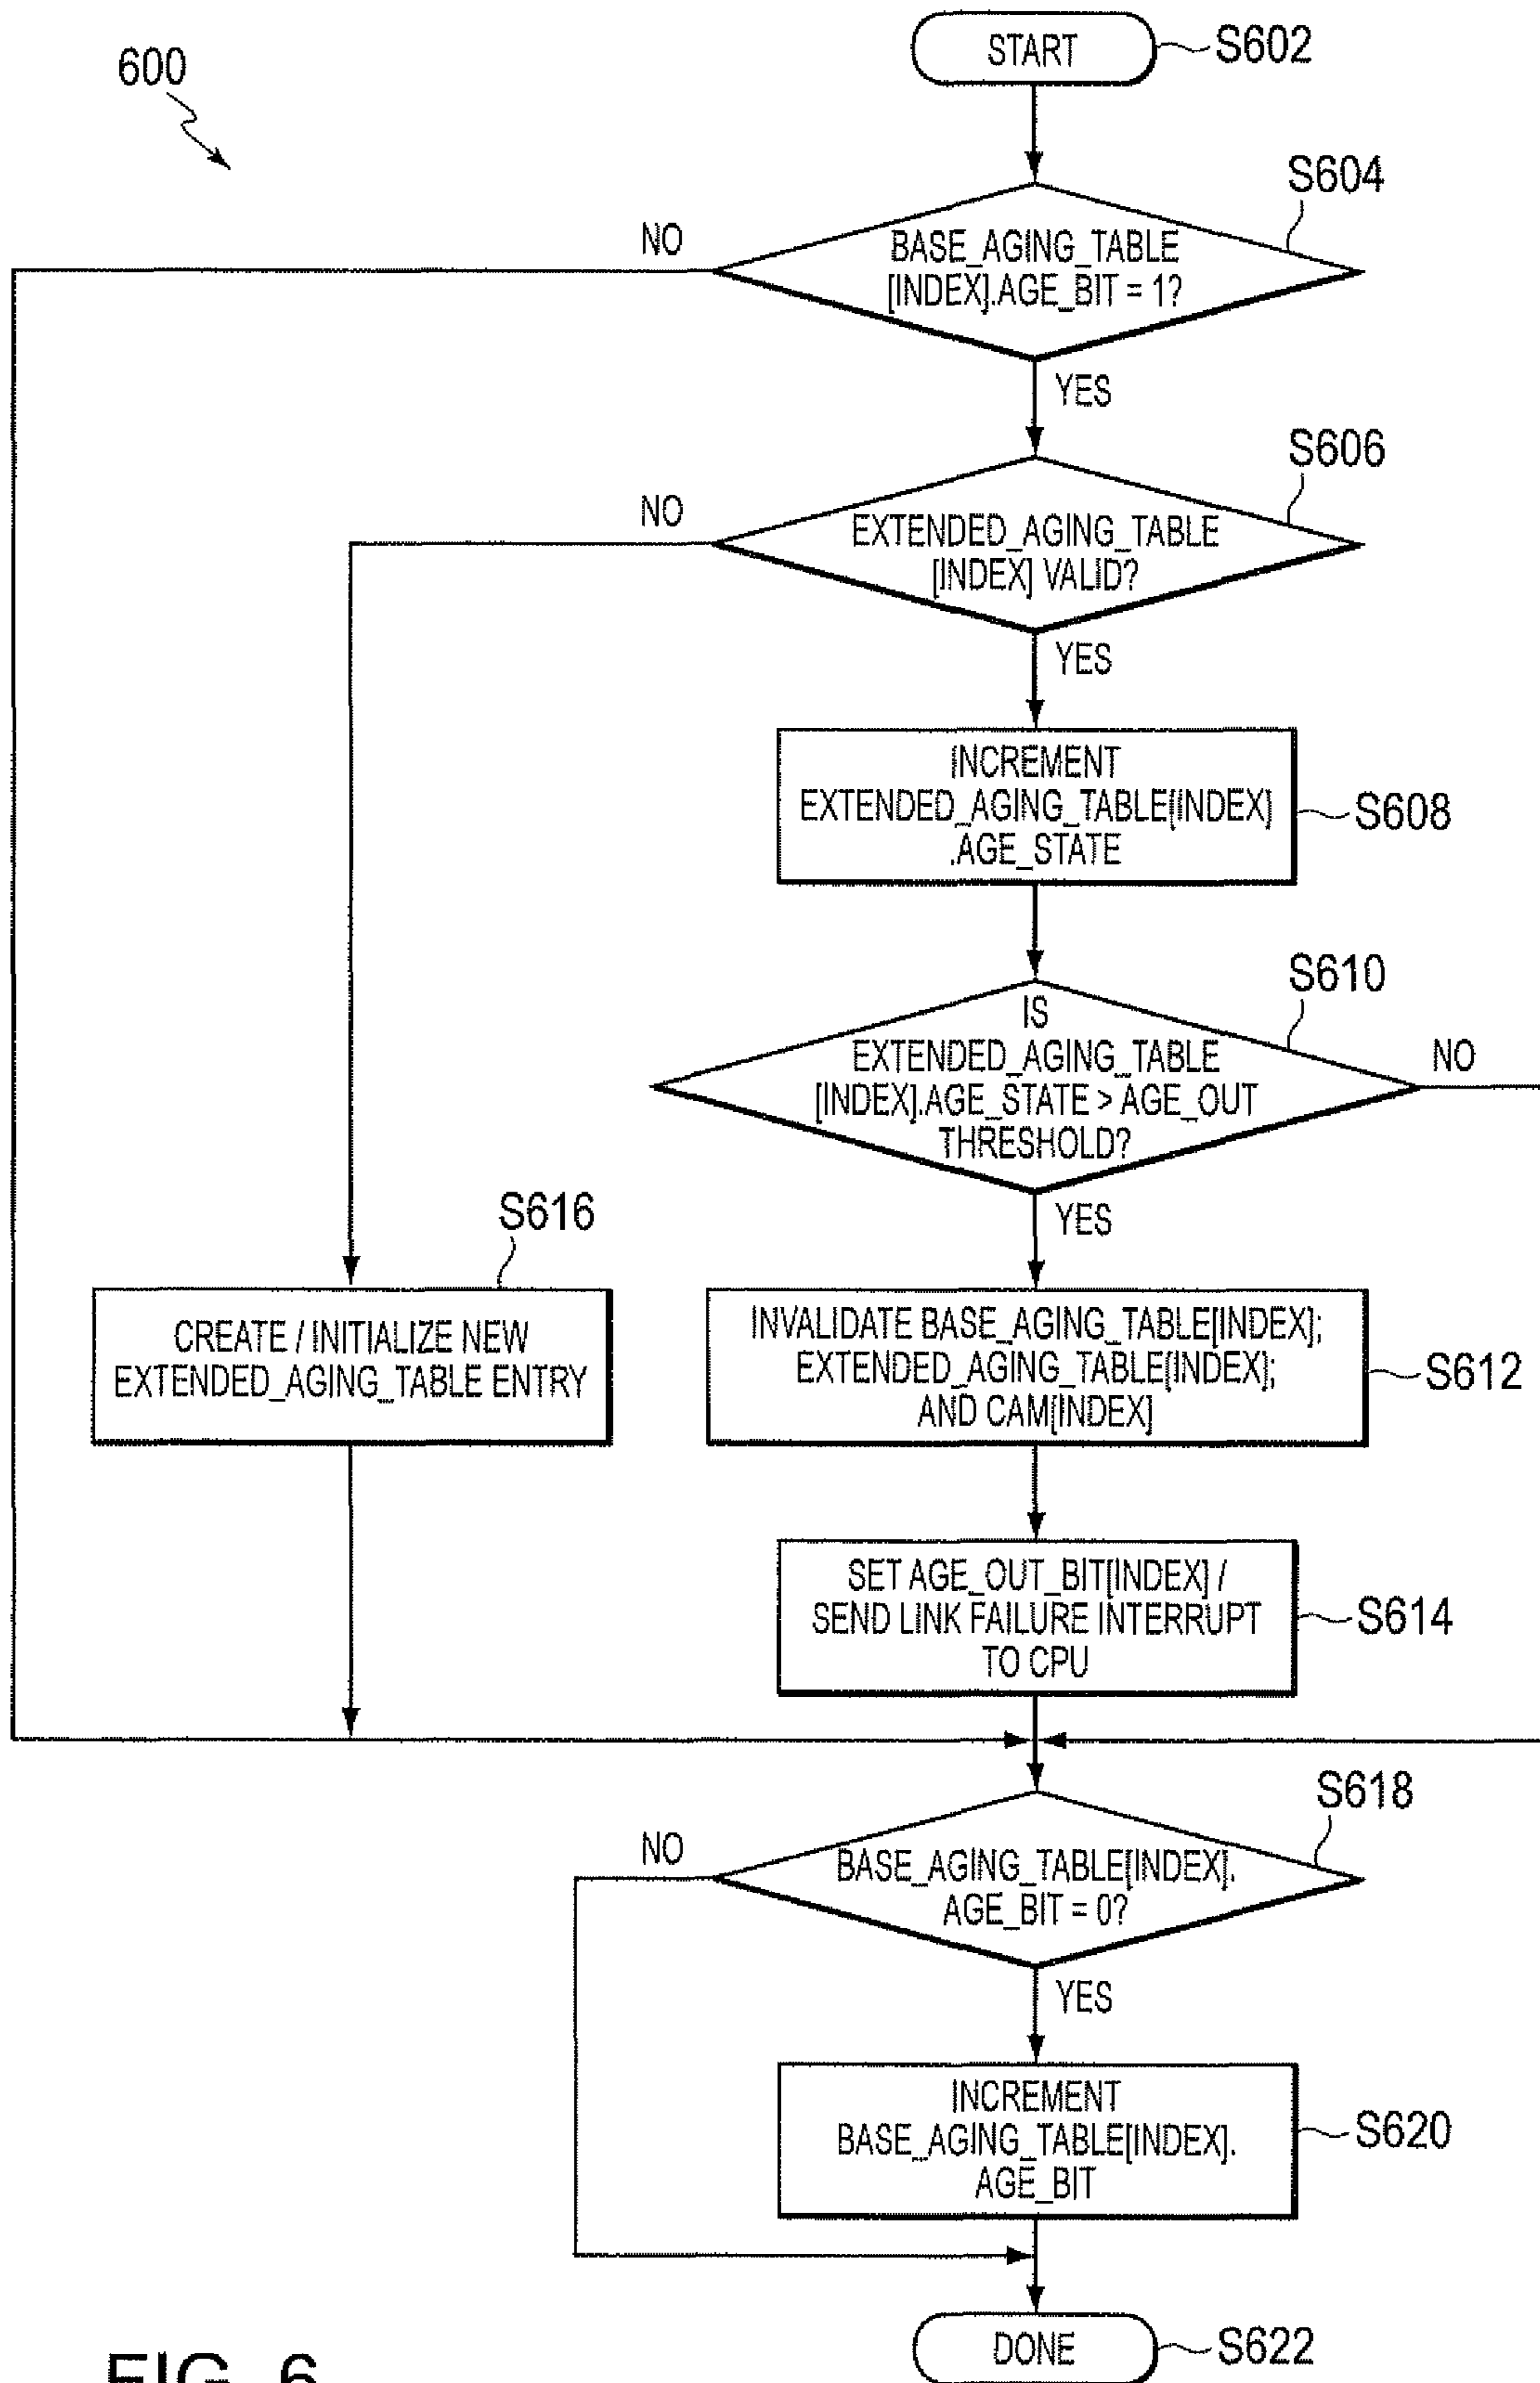 600
START
S602
S604
NO
BASE_AGING_TABLE
[INDEX].AGE_BIT = 1?
YES
S606
NO
EXTENDED_AGING_TABLE
[INDEX] VALID?
YES
INCREMENT
EXTENDED_AGING_TABLE[INDEX]
.AGE_STATE
S608
S610
IS
EXTENDED_AGING_TABLE
[INDEX].AGE_STATE > AGE_OUT
THRESHOLD?
NO
YES
S616
CREATE / INITIALIZE NEW
EXTENDED_AGING_TABLE ENTRY
INVALIDATE BASE_AGING_TABLE[INDEX];
EXTENDED_AGING_TABLE[INDEX];
AND CAM[INDEX]
S612
SET AGE_OUT_BIT[INDEX] /
SEND LINK FAILURE INTERRUPT
TO CPU
S614
S618
NO
BASE_AGING_TABLE[INDEX].
AGE_BIT = 0?
YES
INCREMENT
BASE_AGING_TABLE[INDEX].
AGE_BIT
S620
DONE
S622
FIG. 6